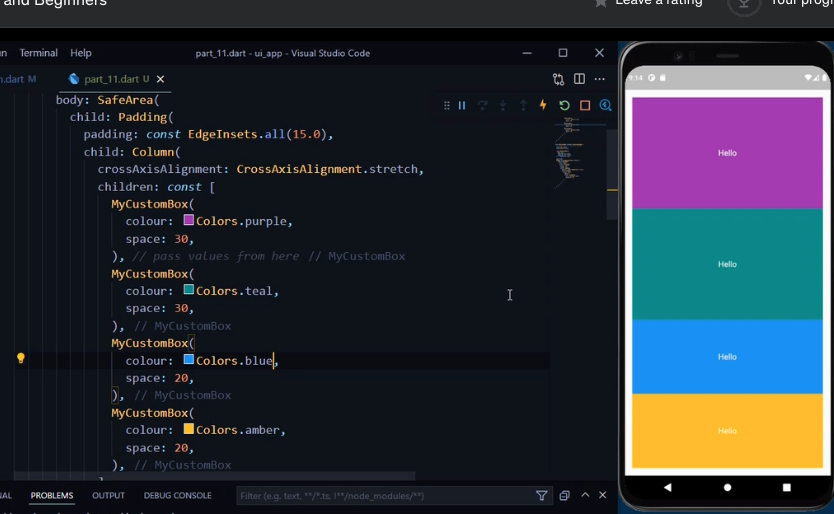 and Beginners
Leave a rating
Your progr
Terminal Help
part_11.dart - ui_app - Visual Studio Code
.dart M
part_11.dart U
body: SafeArea(
child: Padding(
padding: const EdgeInsets.all(15.0),
child: Column(
crossAxisAlignment: CrossAxisAlignment.stretch,
children: const [
MyCustomBox(
colour: Colors.purple,
space: 30,
), // pass values from here // MyCustomBox
MyCustomBox(
colour: Colors.teal,
space: 30,
), // MyCustomBox
MyCustomBox(
colour: Colors.blue,
space: 20,
), // MyCustomBox
MyCustomBox(
colour: Colors.amber,
space: 20,
), // MyCustomBox
PROBLEMS OUTPUT DEBUG CONSOLE
Filter (e.g. text, **/*.ts, !**/node_modules/**)
9:14
Hello
Hello
Hello
Hello